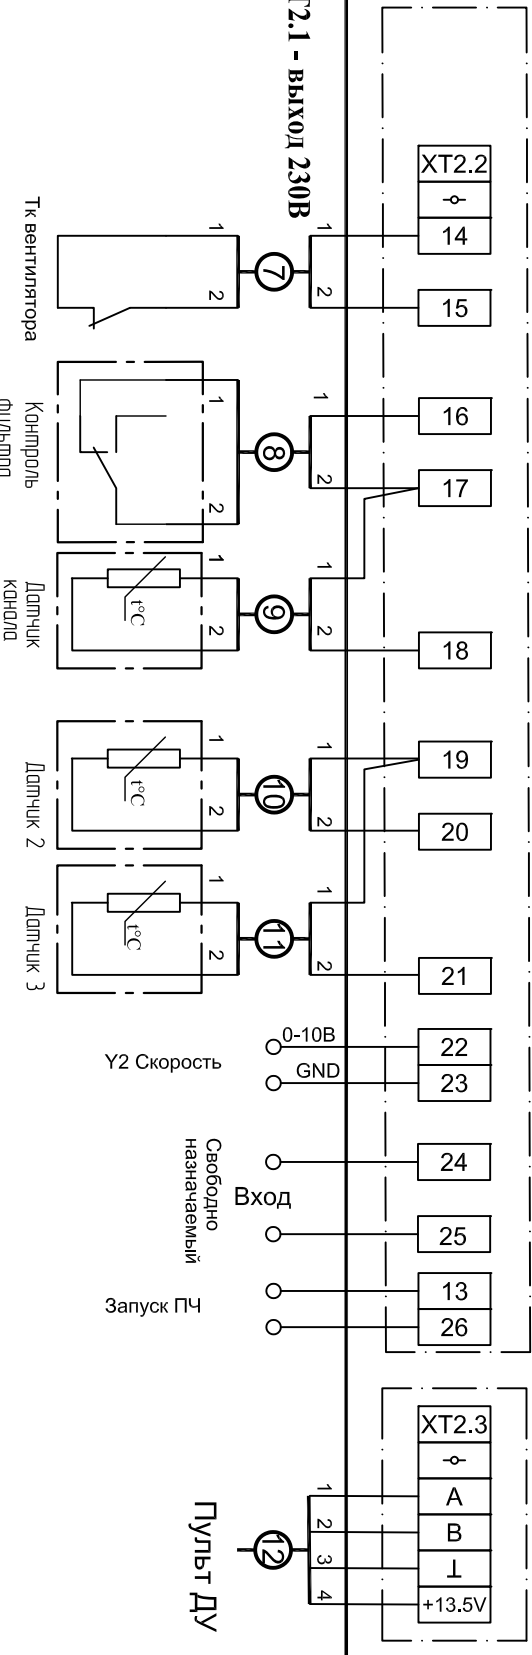 Т2.1 - выход 230В
XT2.2
14
15
16
17
18
19
20
21
22
23
24
25
13
26
1
2
7
1
2
Тк вентилятора
1
2
8
1
2
Контроль
фильтра
1
2
9
1
2
t°C
Датчик
канала
1
2
10
1
2
t°C
Датчик 2
1
2
11
1
2
t°C
Датчик 3
0-10В
GND
Y2 Скорость
Свободно
назначаемый
Вход
Запуск ПЧ
XT2.3
A
B
⊥
+13.5V
1
2
3
4
12
Пульт ДУ